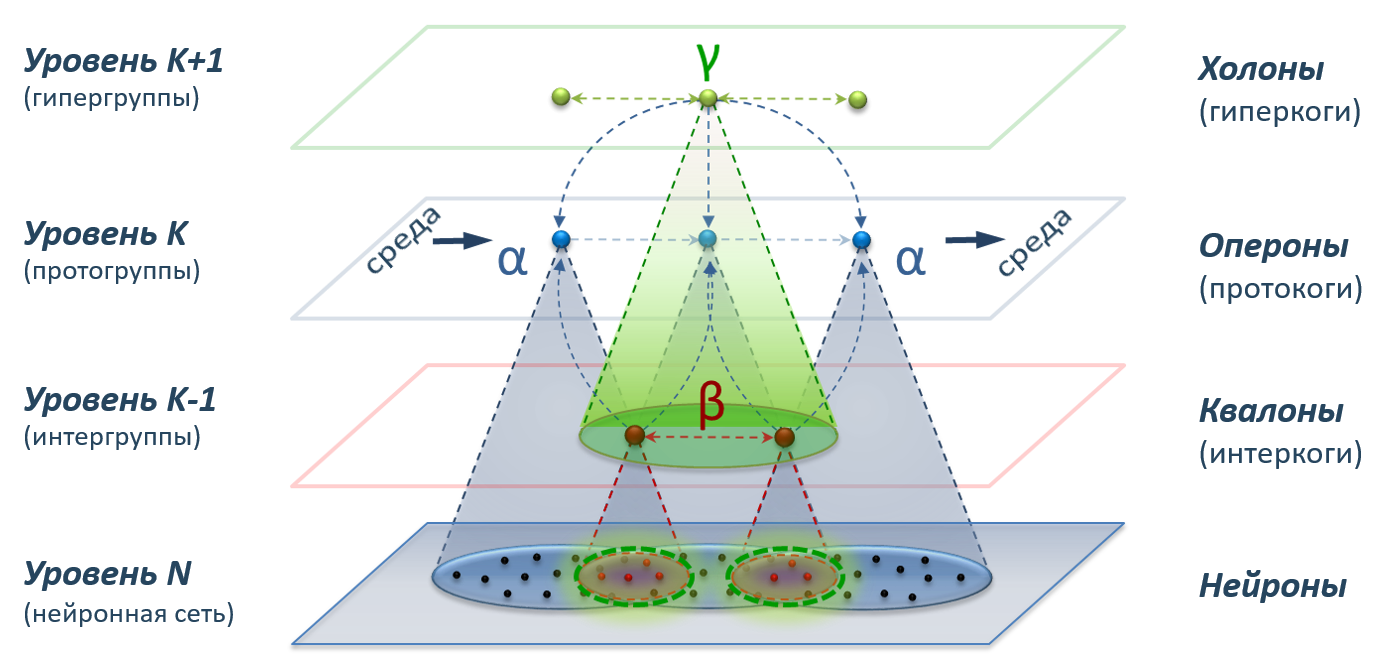 Уровень K+1
(гипергруппы)
γ
Холоны
(гиперкоги)
Уровень K
(протогруппы)
среда
α
α
среда
Опероны
(протокоги)
Уровень K-1
(интергруппы)
β
Квалоны
(интеркоги)
Уровень N
(нейронная сеть)
Нейроны